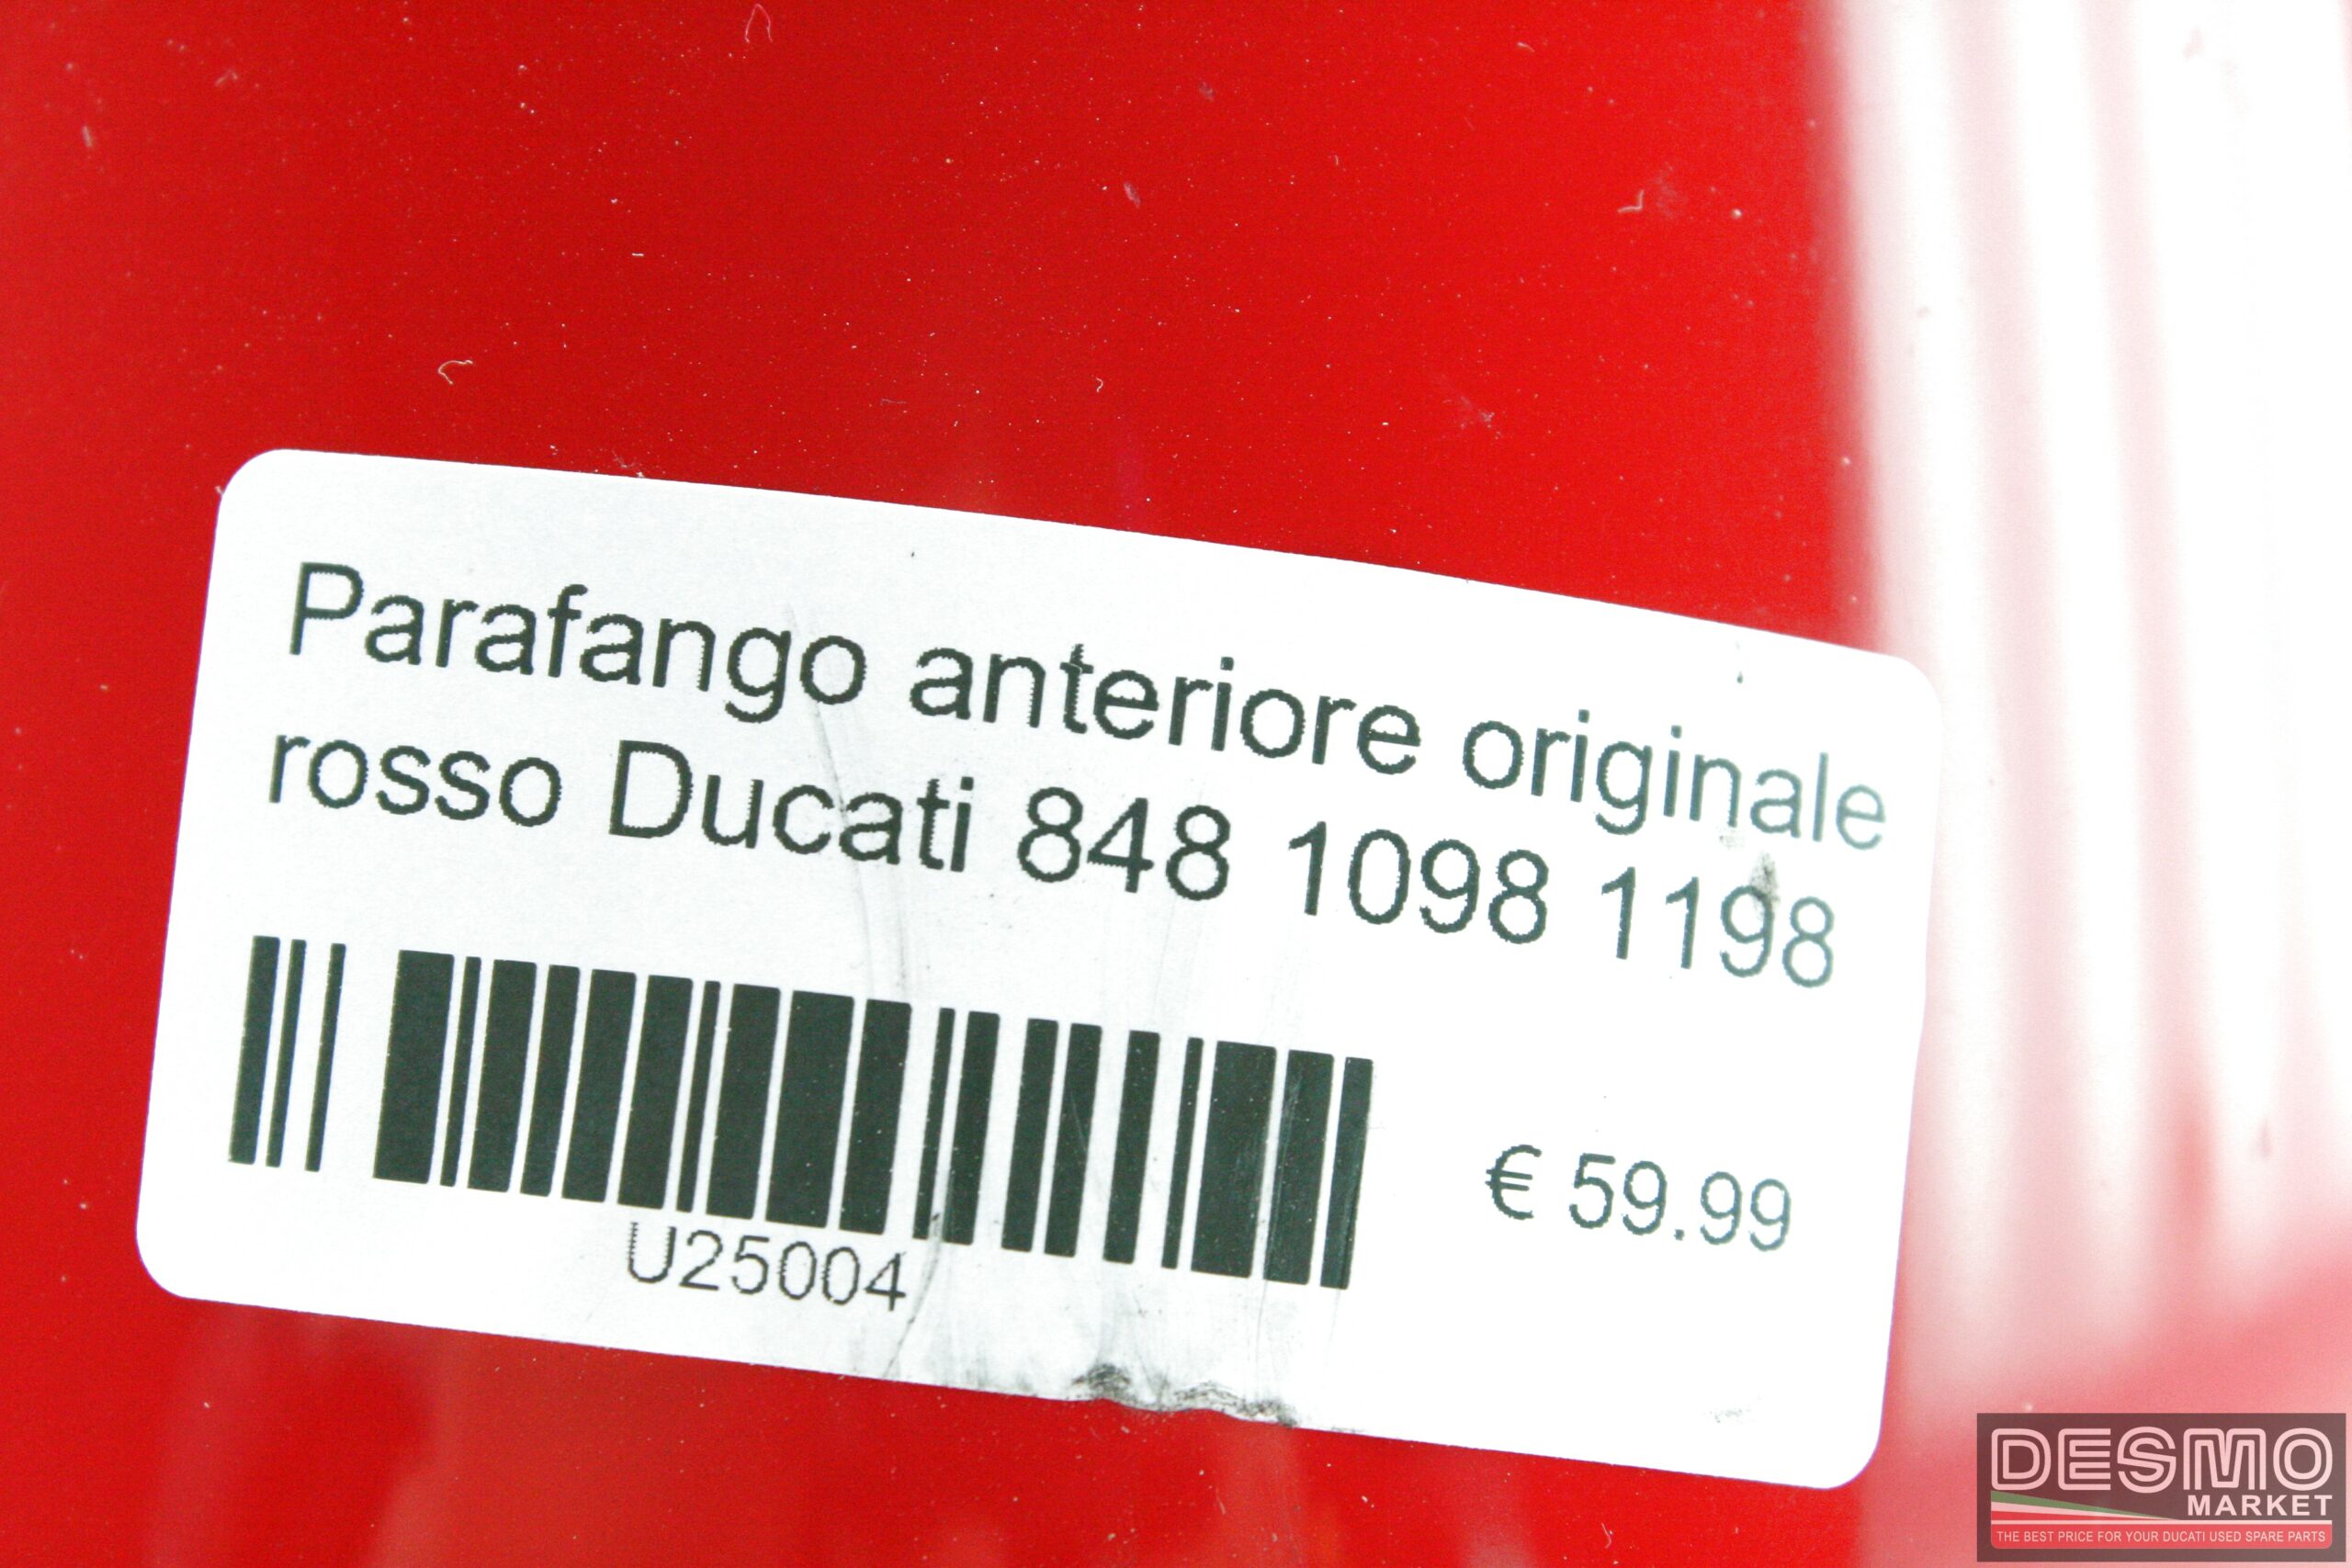 Parafango anteriore originale
rosso Ducati 848 1098 1198
€ 59.99
U25004
DESMO
MARKET
THE BEST PRICE FOR YOUR DUCATI USED SPARE PARTS